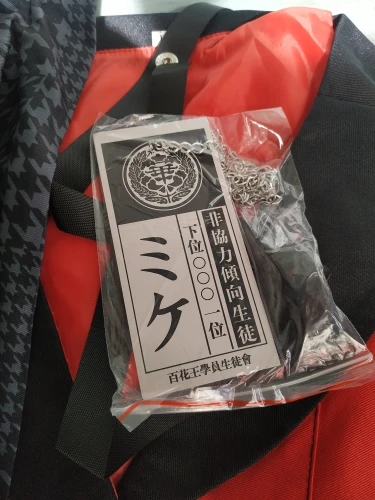 華
非協力傾向生徒
下位〇〇〇一位
ミケ
百花王學員生徒會